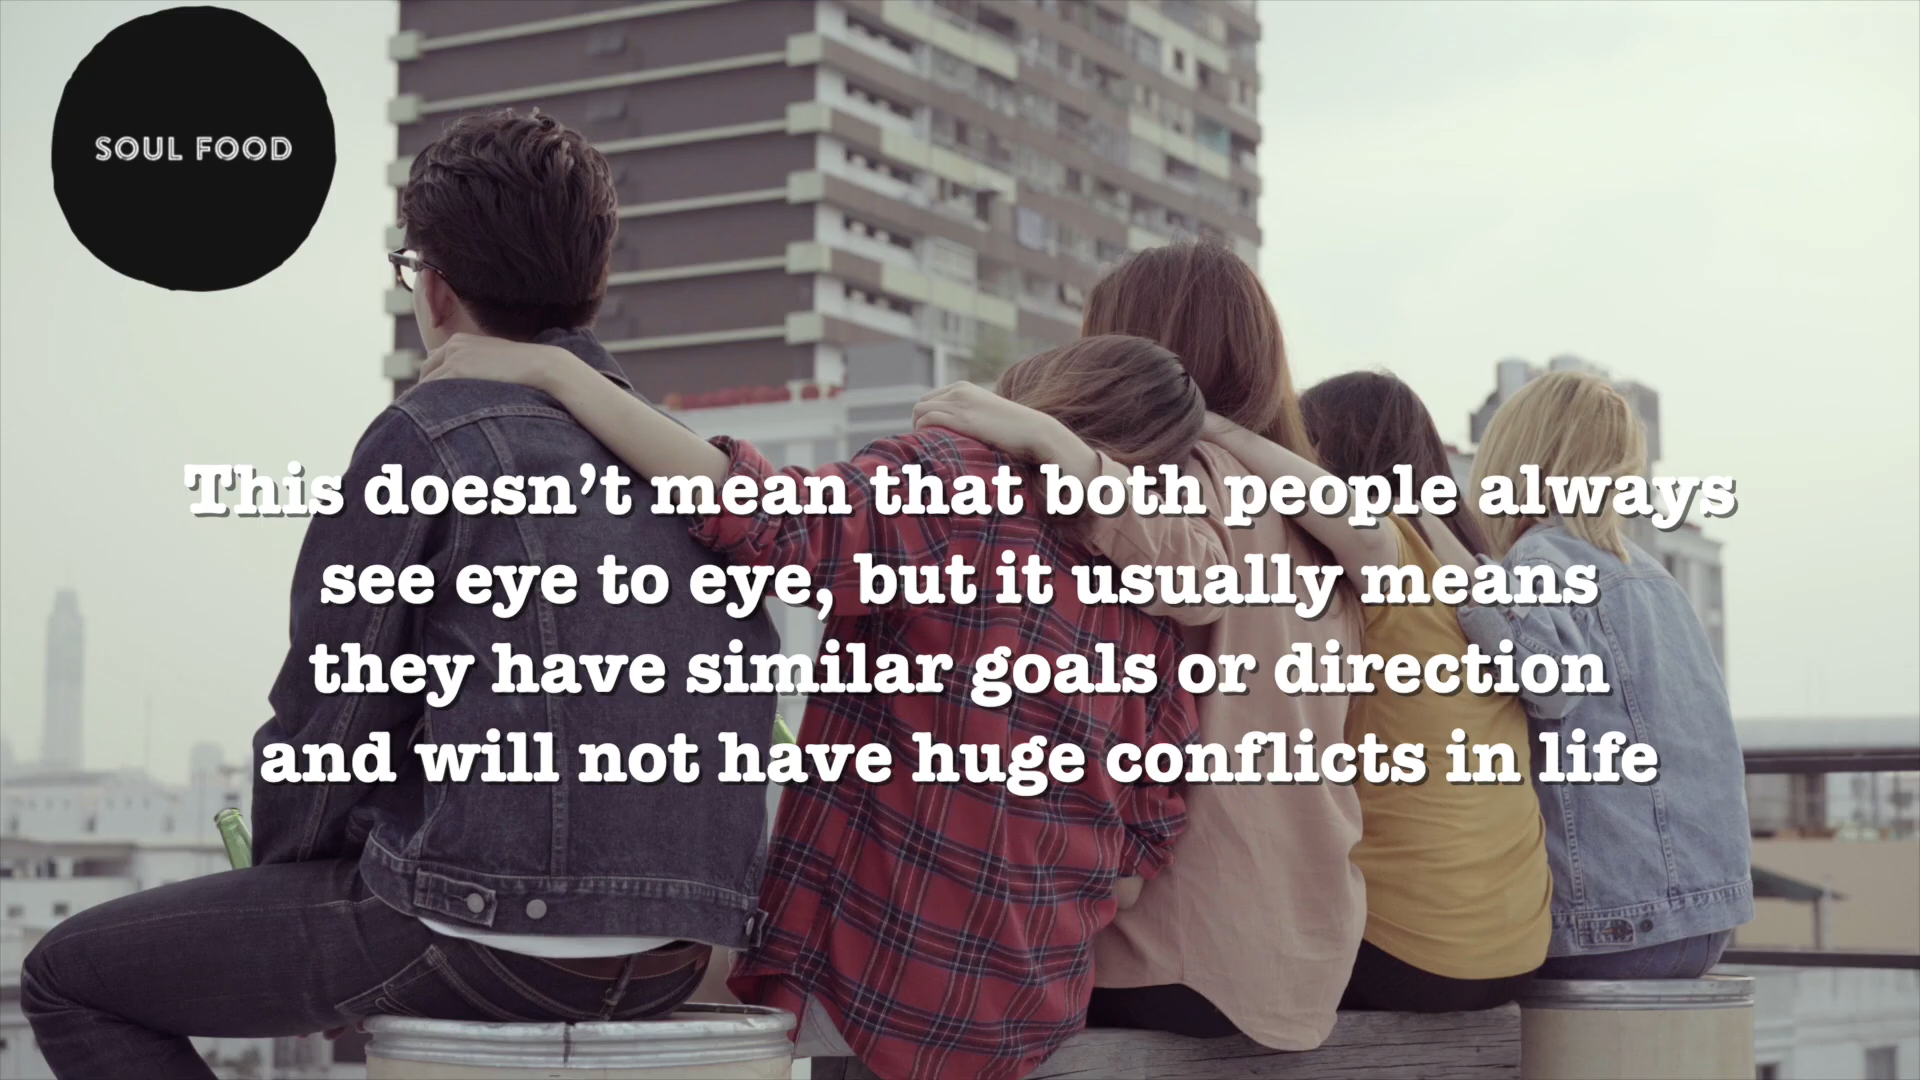 SOUL FOOD
This doesn’t mean that both people always
see eye to eye, but it usually means
they have similar goals or direction
and will not have huge conflicts in life